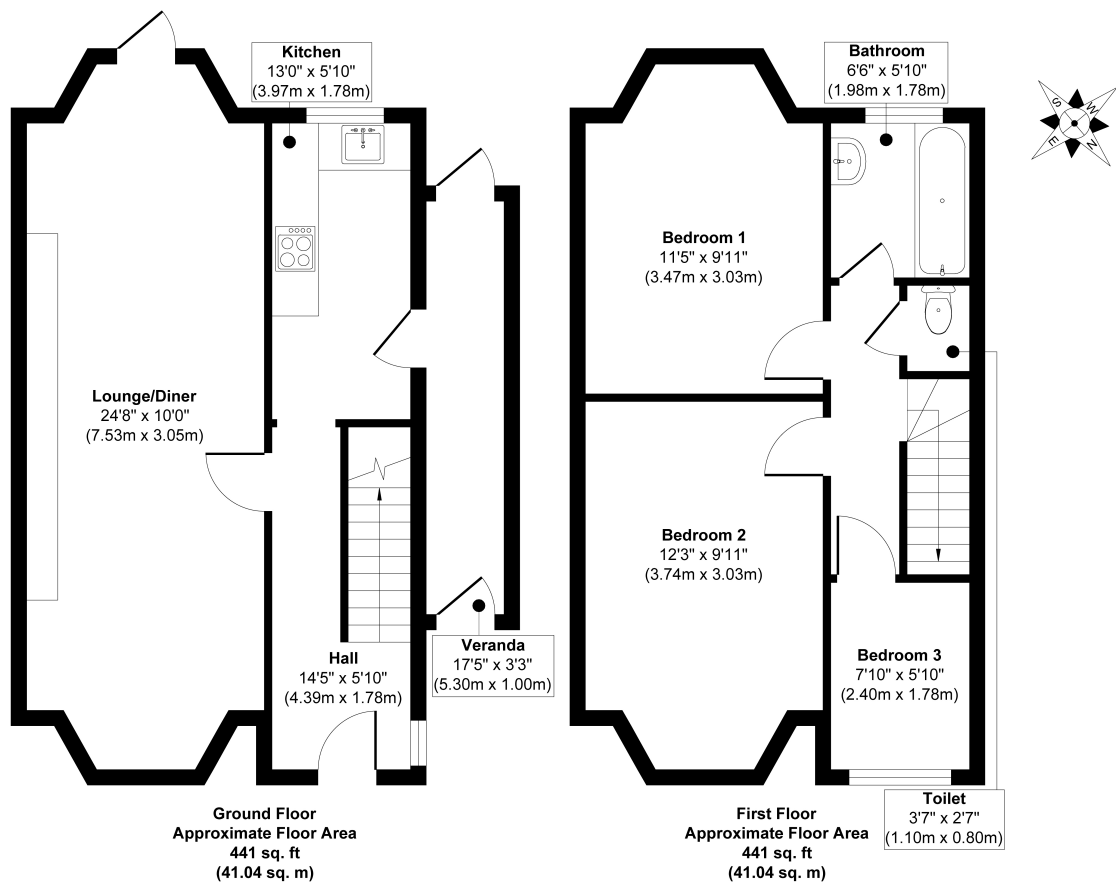 Kitchen
13'0" x 5'10"
(3.97m x 1.78m)
Lounge/Diner
24'8" x 10'0"
(7.53m x 3.05m)
Hall
14'5" x 5'10"
(4.39m x 1.78m)
Veranda
17'5" x 3'3"
(5.30m x 1.00m)
Ground Floor
Approximate Floor Area
441 sq. ft
(41.04 sq. m)
Bathroom
6'6" x 5'10"
(1.98m x 1.78m)
Bedroom 1
11'5" x 9'11"
(3.47m x 3.03m)
Bedroom 2
12'3" x 9'11"
(3.74m x 3.03m)
Bedroom 3
7'10" x 5'10"
(2.40m x 1.78m)
Toilet
3'7" x 2'7"
(1.10m x 0.80m)
First Floor
Approximate Floor Area
441 sq. ft
(41.04 sq. m)
S
W
E
N